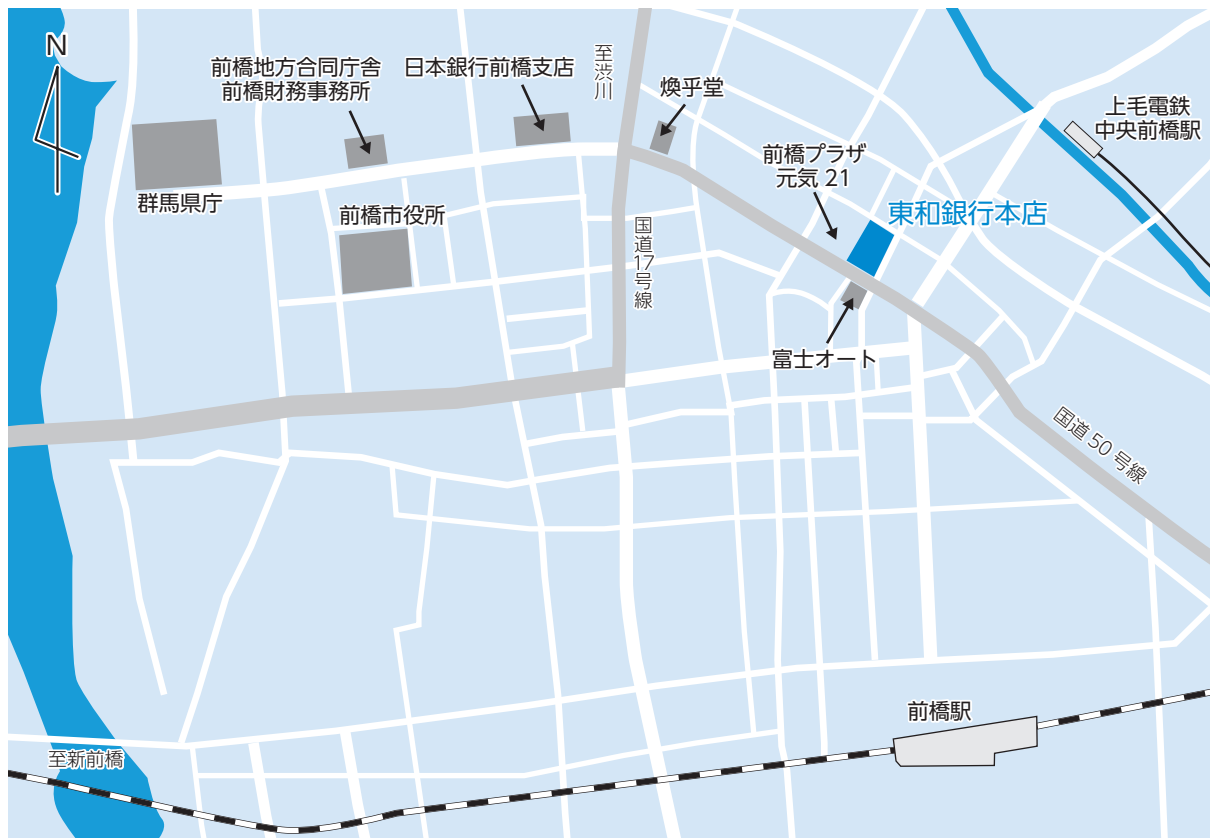 N
前橋地方合同庁舎
前橋財務事務所
日本銀行前橋支店
至渋川
煥乎堂
上毛電鉄
中央前橋駅
前橋プラザ
元気 21
東和銀行本店
群馬県庁
前橋市役所
国道17号線
富士オート
国道 50 号線
前橋駅
至新前橋